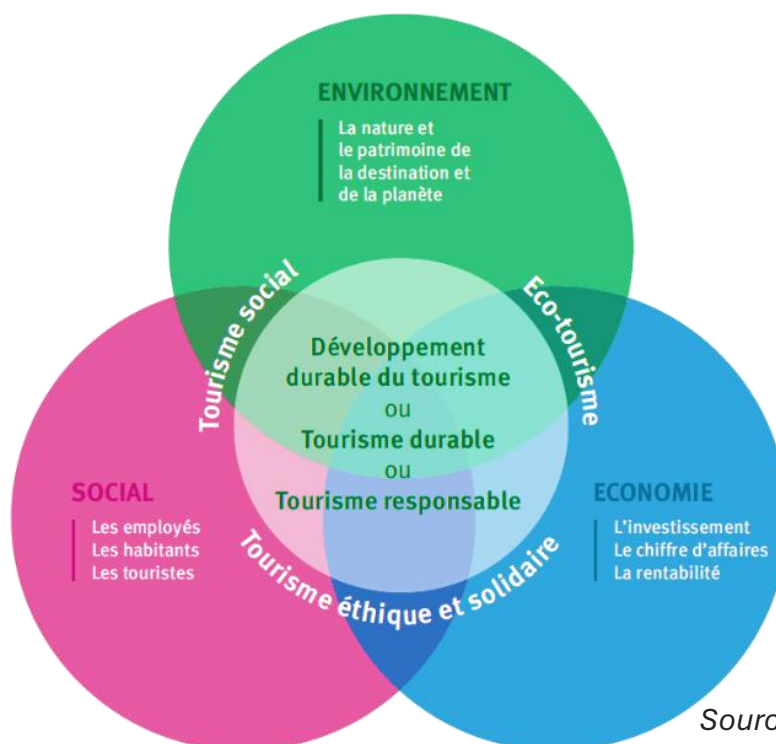 ENVIRONNEMENT
La nature et
le patrimoine de
la destination et
de la planète
Tourisme social
Eco-tourisme
Développement
durable du tourisme
ou
Tourisme durable
ou
Tourisme responsable
SOCIAL
Les employés
Les habitants
Les touristes
ECONOMIE
L'investissement
Le chiffre d'affaires
La rentabilité
Tourisme éthique et solidaire
Sourc